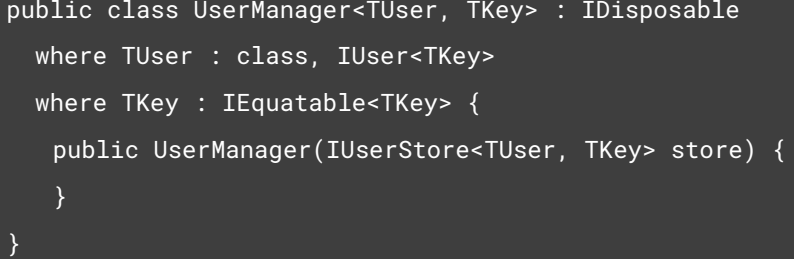 public class UserManager<TUser, TKey> : IDisposable
  where TUser : class, IUser<TKey>
  where TKey : IEquatable<TKey> {
   public UserManager(IUserStore<TUser, TKey> store) {
   }
}